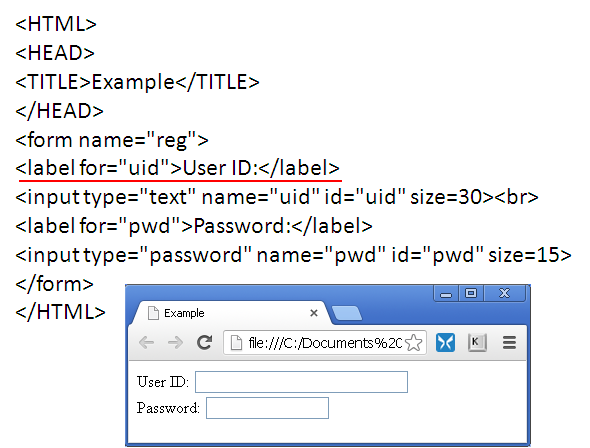 <HTML>
<HEAD>
<TITLE>Example</TITLE>
</HEAD>
<form name="reg">
<label for="uid">User ID:</label>
<input type="text" name="uid" id="uid" size=30><br>
<label for="pwd">Password:</label>
<input type="password" name="pwd" id="pwd" size=15>
</form>
</HTML>
Example
file:///C:/Documents%2C
K
User ID:
Password: